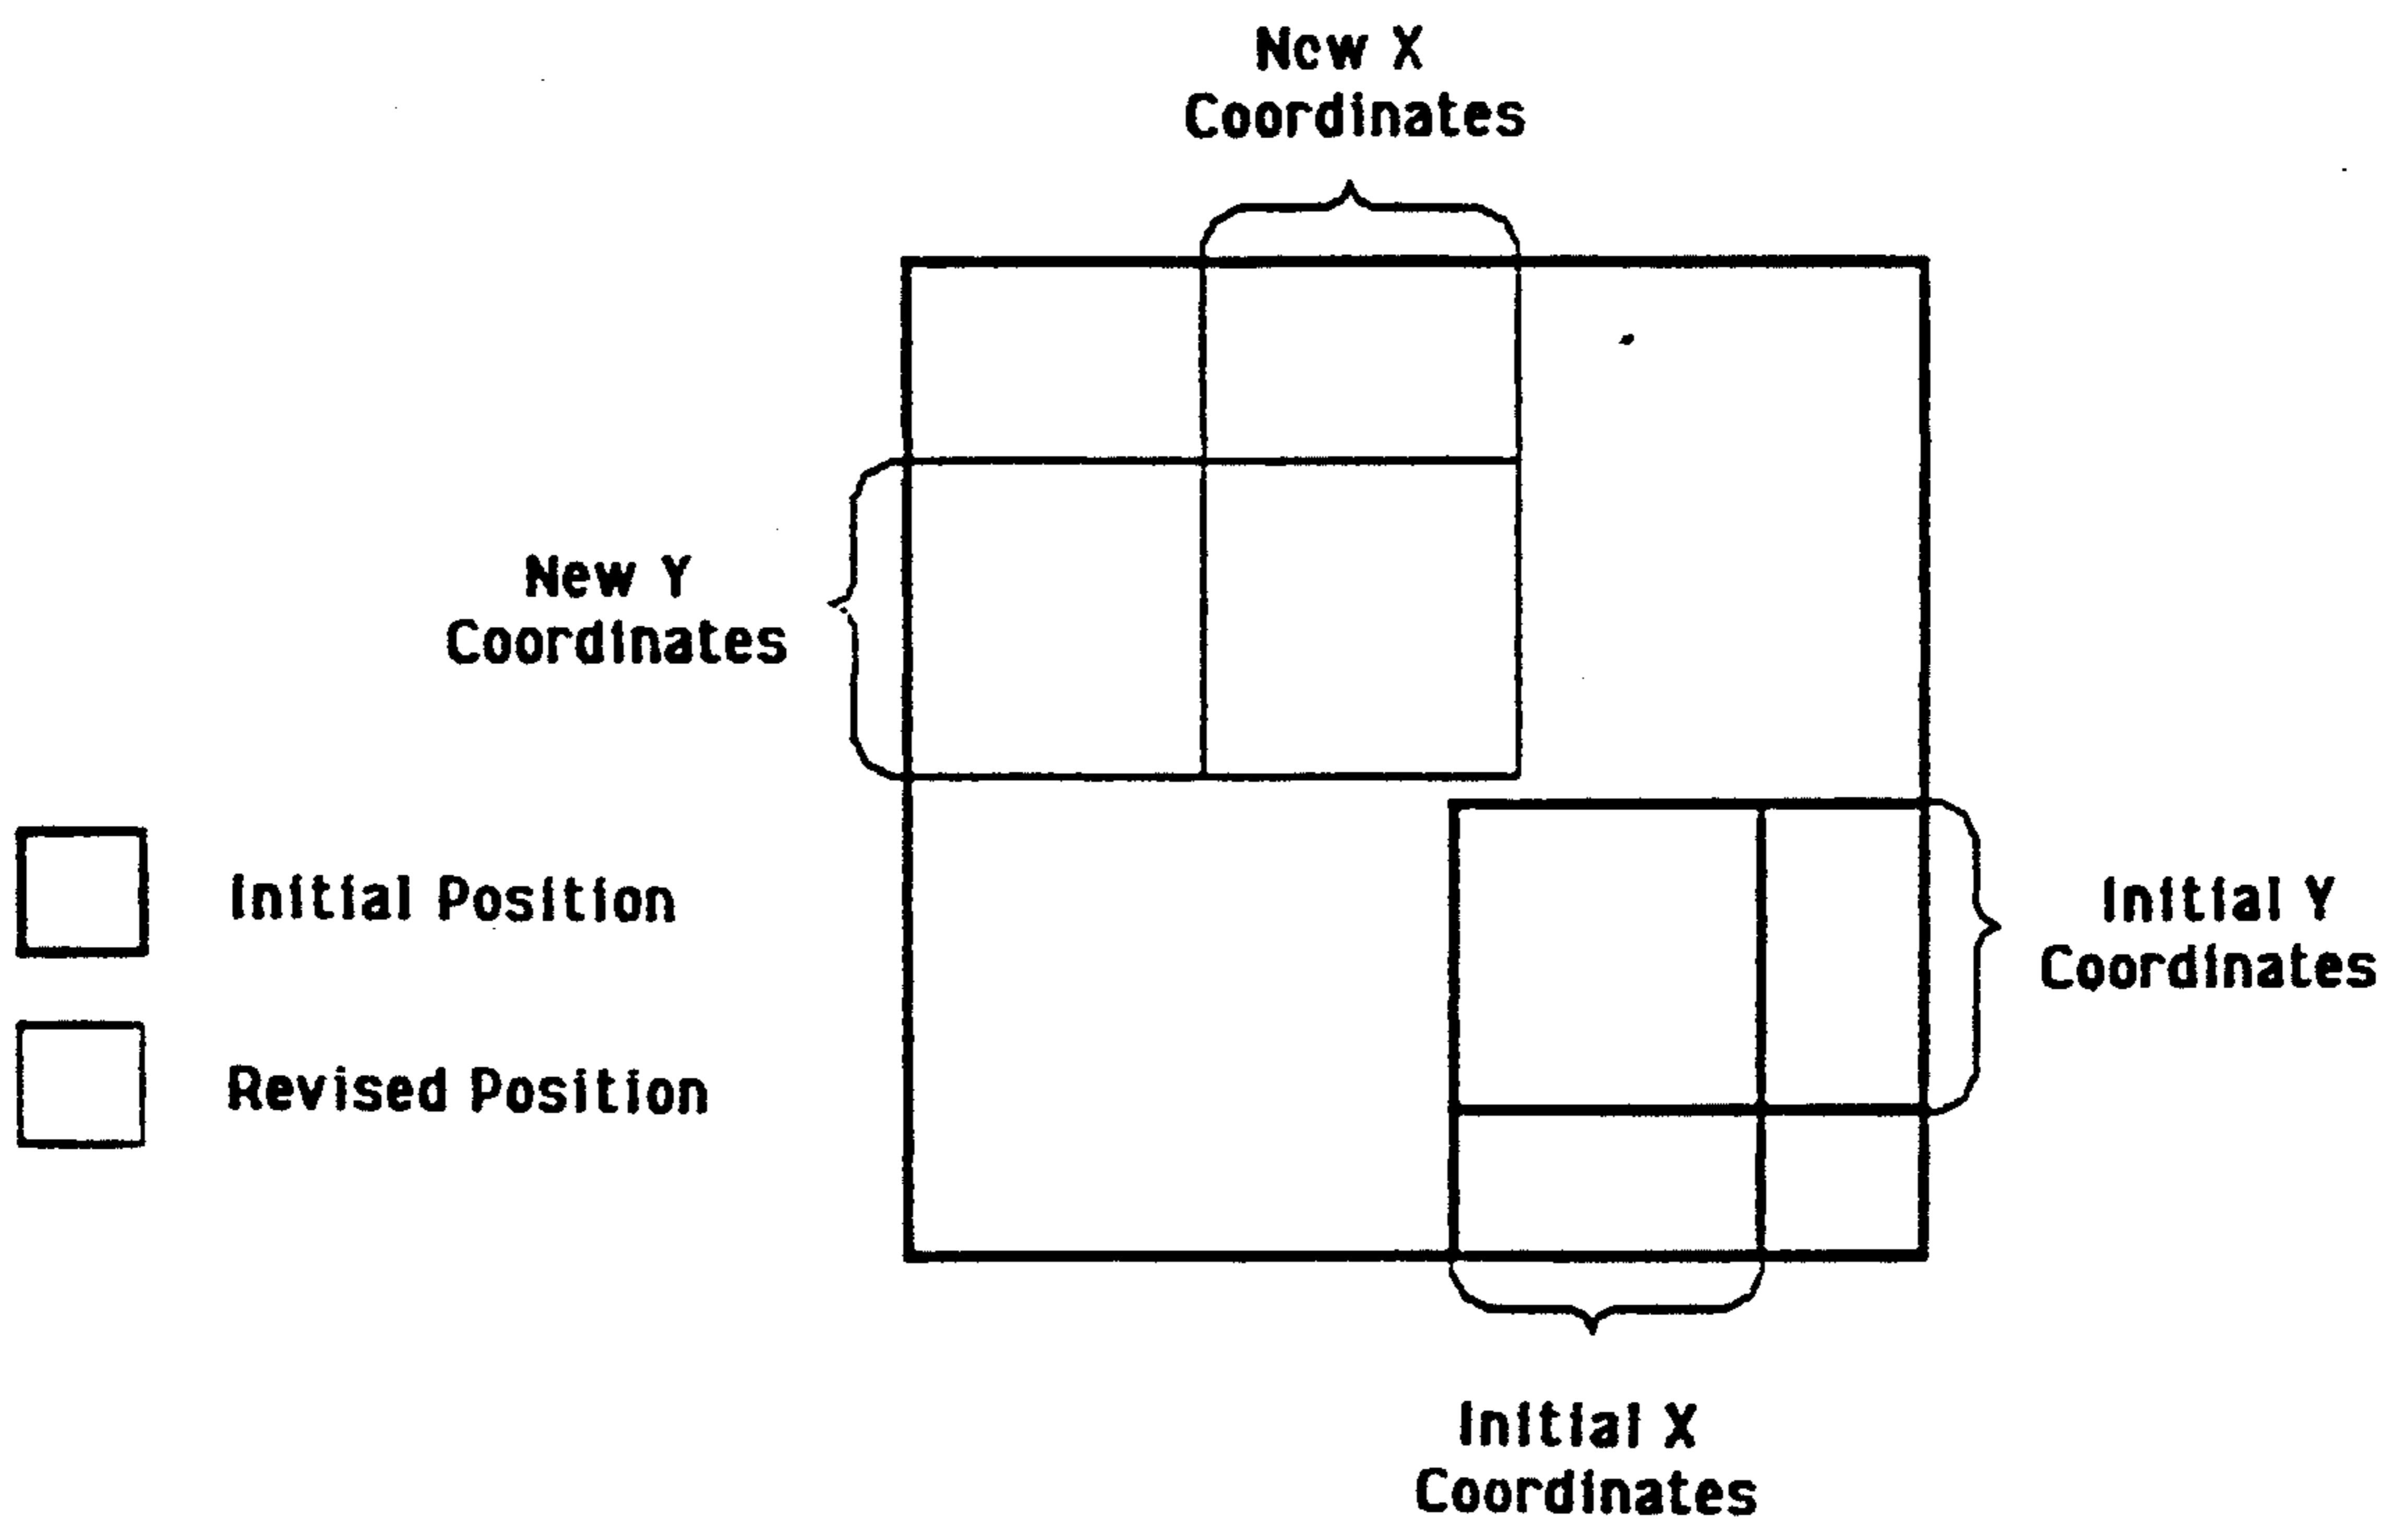 New X
Coordinates
New Y
Coordinates
Initial Position
Initial Y
Coordinates
Revised Position
Initial X
Coordinates